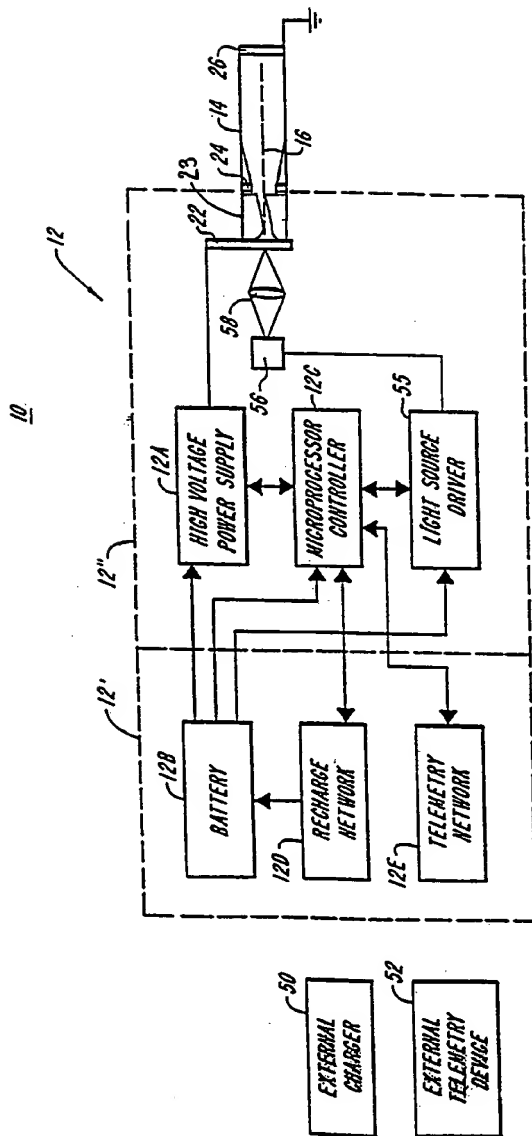 10
12
12'
12"
12A
HIGH VOLTAGE
POWER SUPPLY
12B
BATTERY
12C
MICROPROCESSOR
CONTROLLER
12D
RECHARGE
NETWORK
12E
TELEMETRY
NETWORK
55
LIGHT SOURCE
DRIVER
56
58
22
23
24
14
16
26
50
EXTERNAL
CHARGER
52
EXTERNAL
TELEMETRY
DEVICE